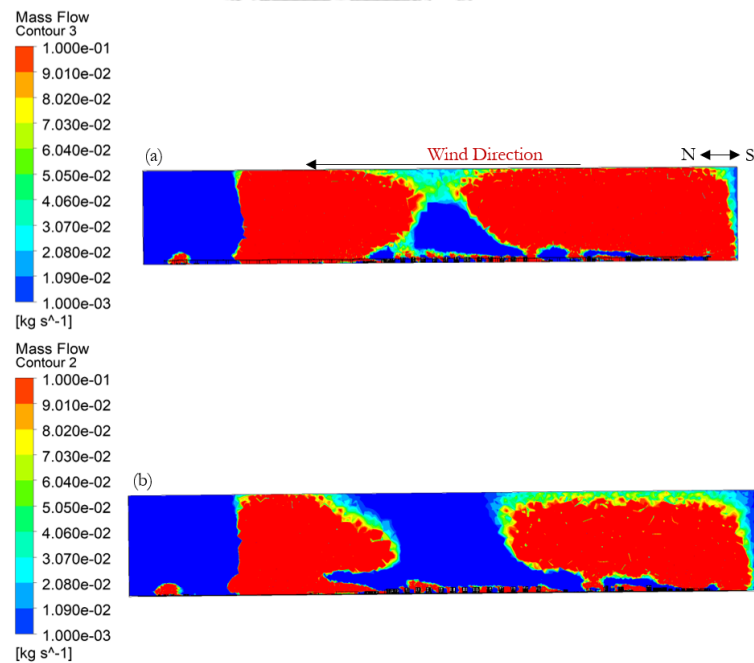 Mass Flow
Contour 3
1.000e-01
9.010e-02
8.020e-02
7.030e-02
6.040e-02
5.050e-02
4.060e-02
3.070e-02
2.080e-02
1.090e-02
1.000e-03
[kg s^-1]
(a)
Wind Direction
N
S
Mass Flow
Contour 2
1.000e-01
9.010e-02
8.020e-02
7.030e-02
6.040e-02
5.050e-02
4.060e-02
3.070e-02
2.080e-02
1.090e-02
1.000e-03
[kg s^-1]
(b)